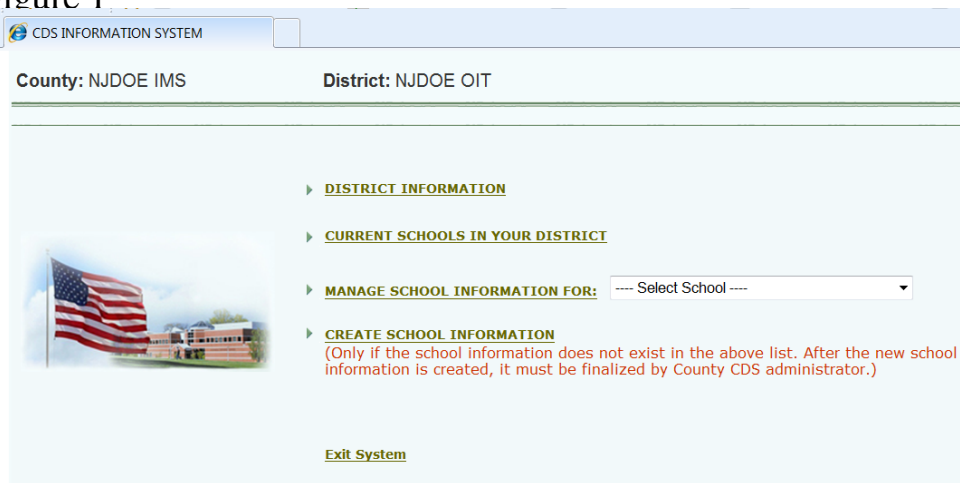 igure 1
CDS INFORMATION SYSTEM
County: NJDOE IMS District: NJDOE OIT
DISTRICT INFORMATION
CURRENT SCHOOLS IN YOUR DISTRICT
MANAGE SCHOOL INFORMATION FOR: ---- Select School ----
CREATE SCHOOL INFORMATION
(Only if the school information does not exist in the above list. After the new school
information is created, it must be finalized by County CDS administrator.)
Exit System